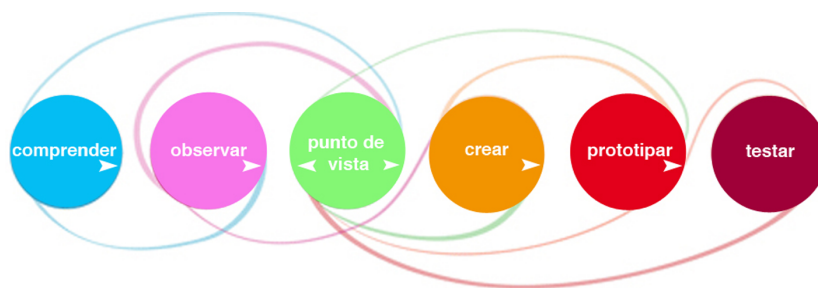 comprender
observar
punto de
vista
crear
prototipar
testar